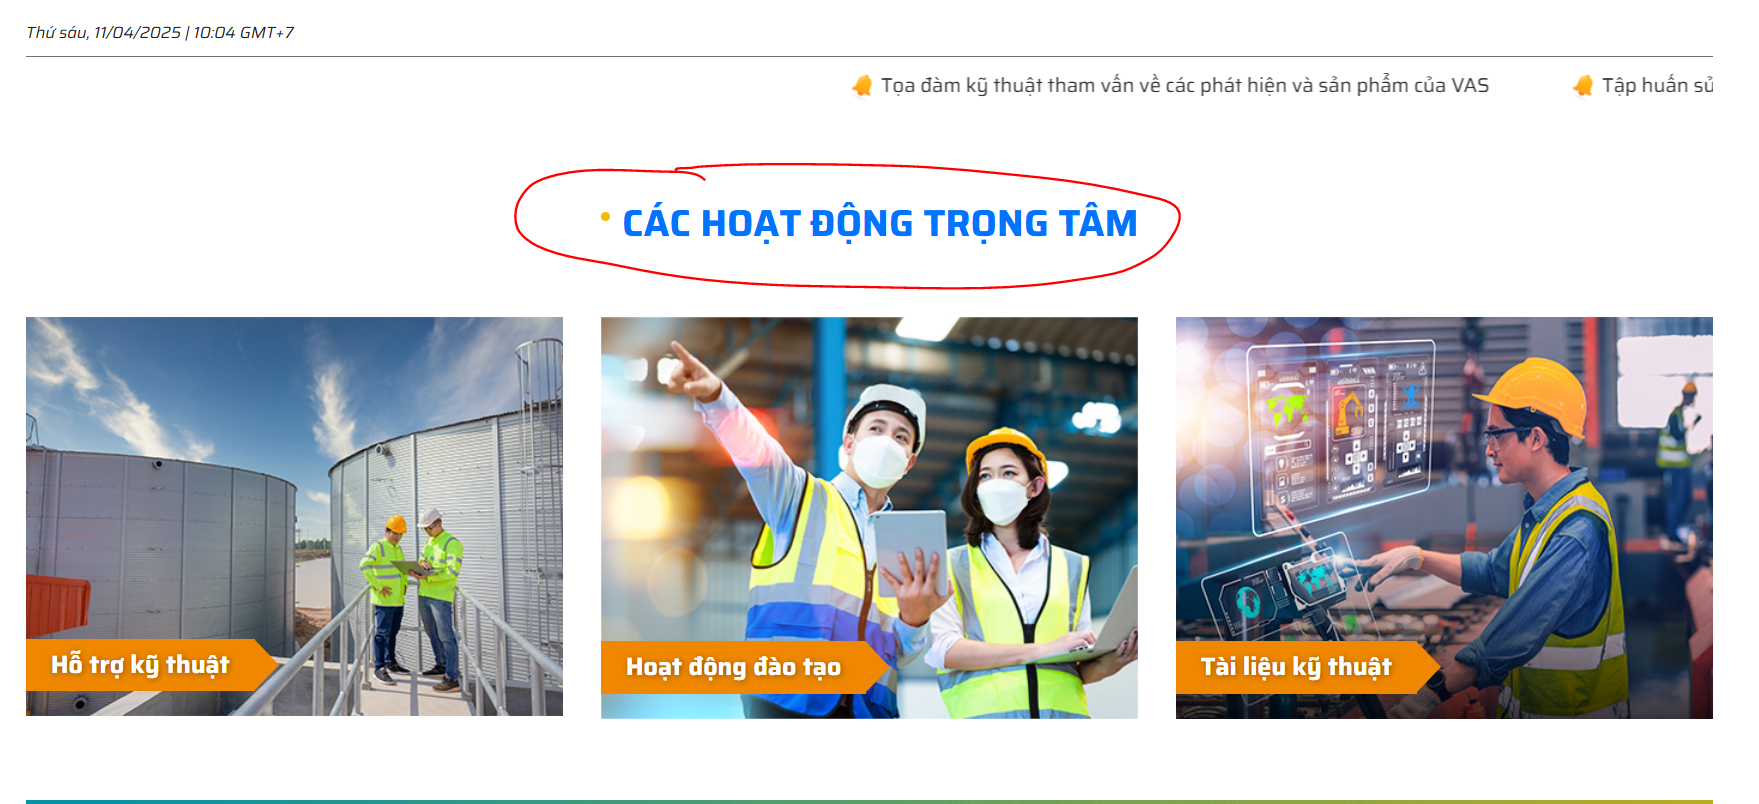 Thứ sáu, 11/04/2025 | 10:04 GMT+7
Tọa đàm kỹ thuật tham vấn về các phát hiện và sản phẩm của VAS
Tập huấn sử
CÁC HOẠT ĐỘNG TRỌNG TÂM
Hỗ trợ kỹ thuật
Hoạt động đào tạo
Tài liệu kỹ thuật